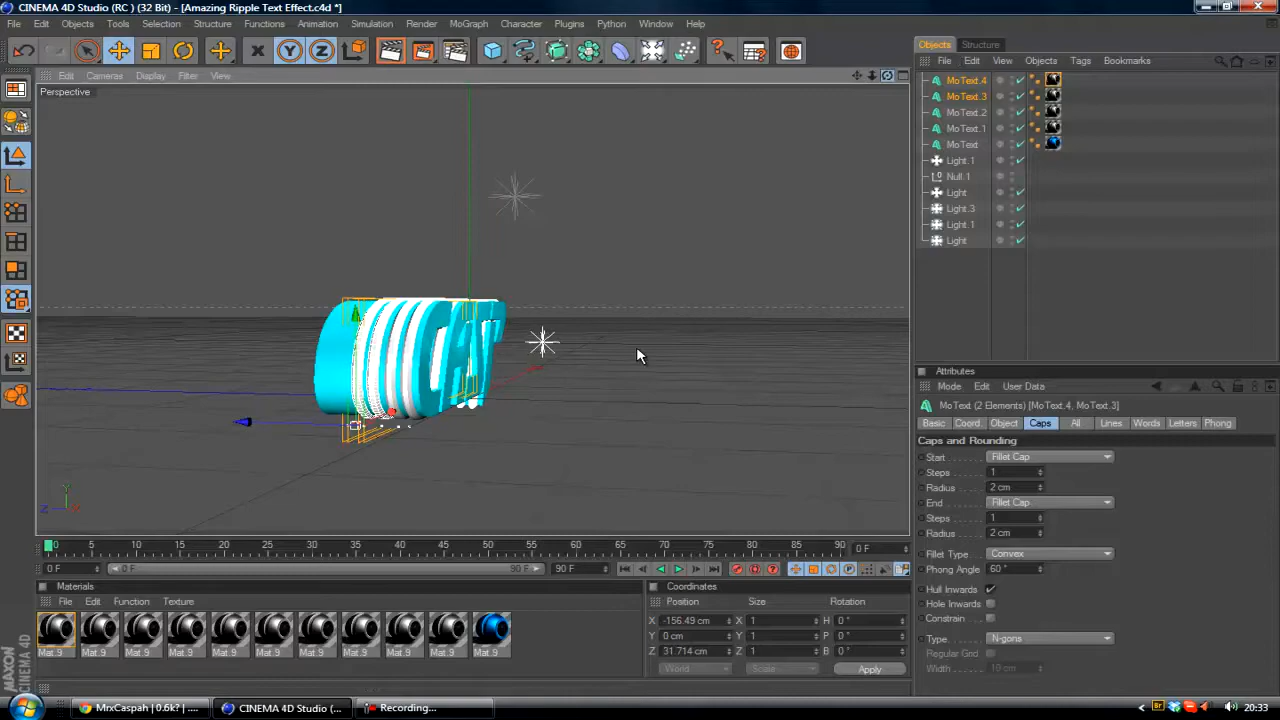 CINEMA 4D Studio (RC ) (32 Bit) - [Amazing Ripple Text Effect.c4d *]
File Edit Objects Tools Selection Structure Functions Animation Simulation Render MoGraph Character Plugins Python Window Help
Objects Structure
File Edit View Objects Tags Bookmarks
Edit Cameras Display Filter View
Perspective
MoText.4
MoText.3
MoText.2
MoText.1
MoText
Light.1
Null.1
Light
Light.3
Light.1
Light
Attributes
Mode Edit User Data
MoText (2 Elements) [MoText.4, MoText.3]
Basic Coord. Object Caps All Lines Words Letters Phong
Caps and Rounding
Start Fillet Cap
Steps 1
Radius 2 cm
End Fillet Cap
Steps 1
Radius 2 cm
Fillet Type Convex
Phong Angle 60 °
Hull Inwards
Hole Inwards
Constrain
Type N-gons
Regular Grid
Width 10 cm
Y
Z X
0 5 10 15 20 25 30 35 40 45 50 55 60 65 70 75 80 85 90 0 F
0 F 0 F 90 F 90 F
Materials
File Edit Function Texture
Mat.9 Mat.9 Mat.9 Mat.9 Mat.9 Mat.9 Mat.9 Mat.9 Mat.9 Mat.9 Mat.9
Coordinates
Position Size Rotation
X -156.49 cm X 1 H 0 °
Y 0 cm Y 1 P 0 °
Z 31.714 cm Z 1 B 0 °
World Scale Apply
MAXON
CINEMA 4D
MrxCaspah | 0.6k? | ... CINEMA 4D Studio (... Recording... Br 20:33